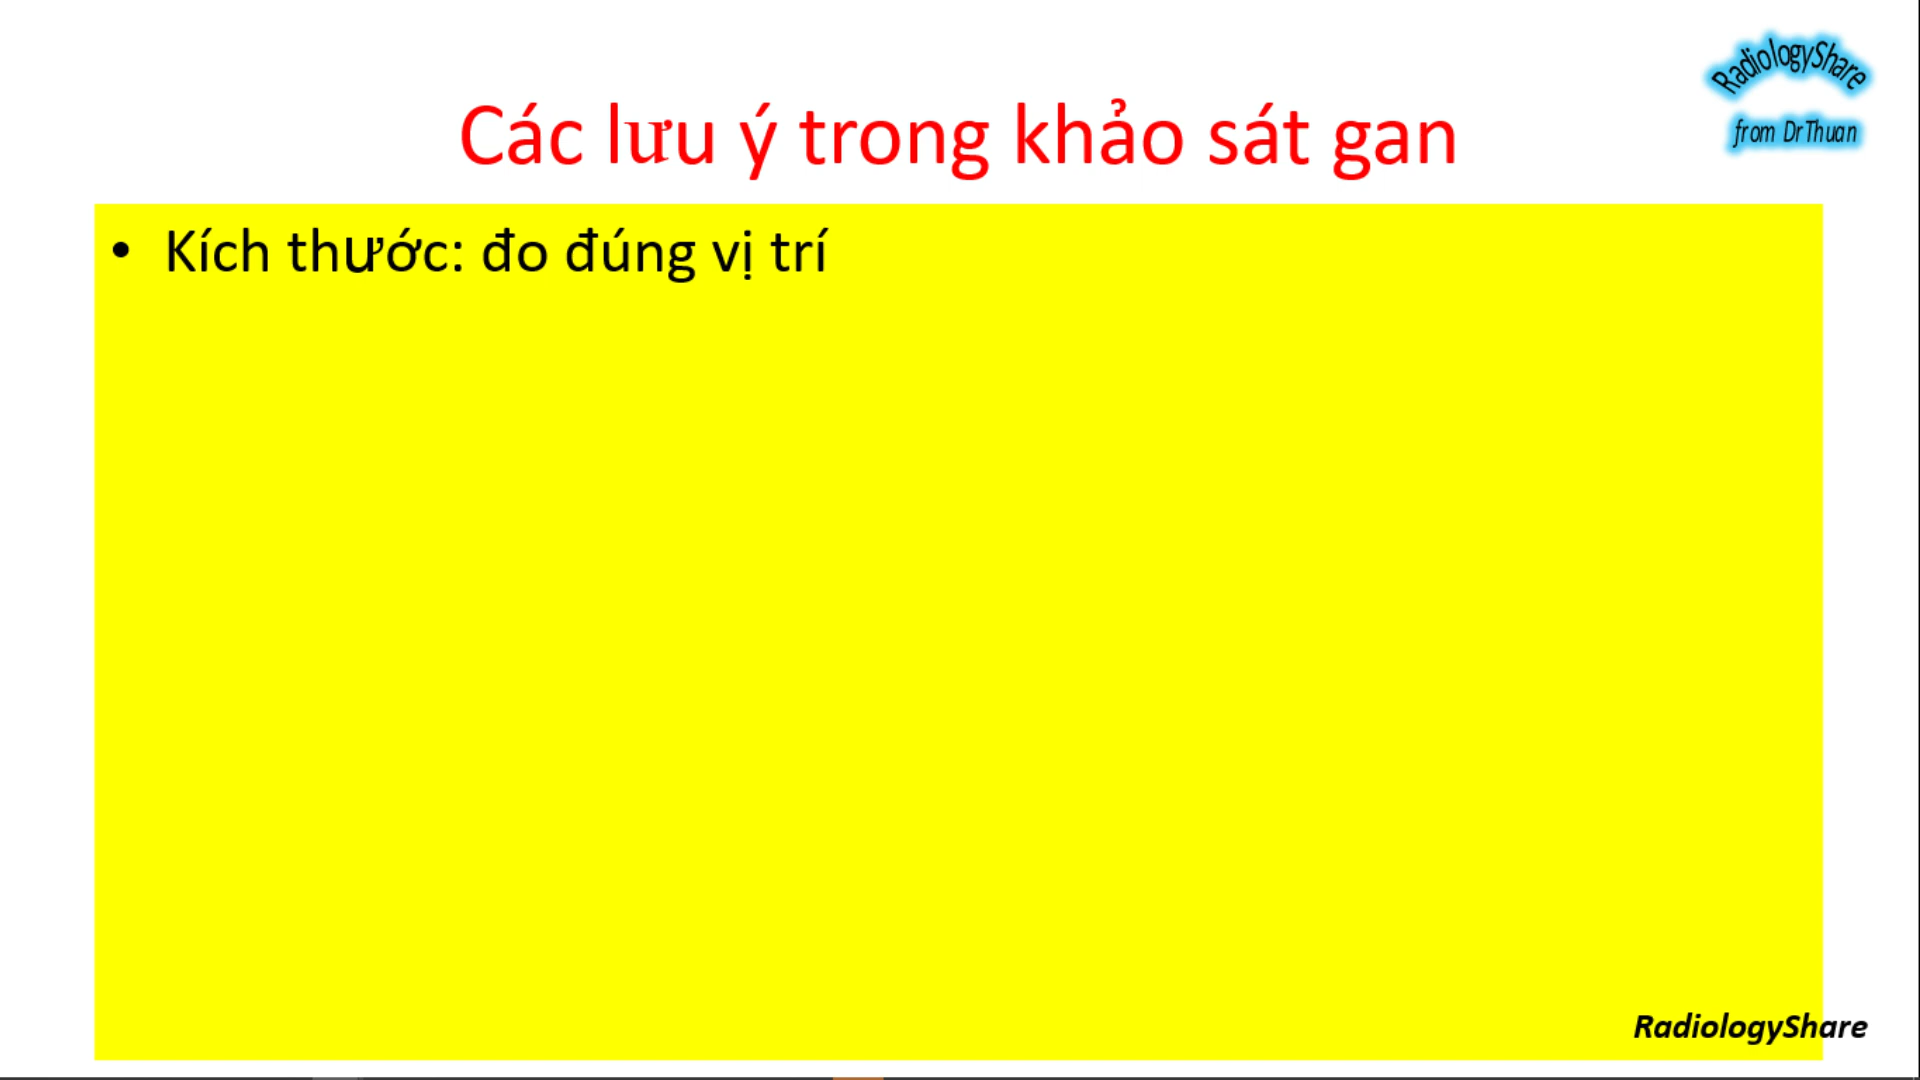 RadiologyShare
from DrThuan
Các lưu ý trong khảo sát gan
• Kích thước: đo đúng vị trí
RadiologyShare